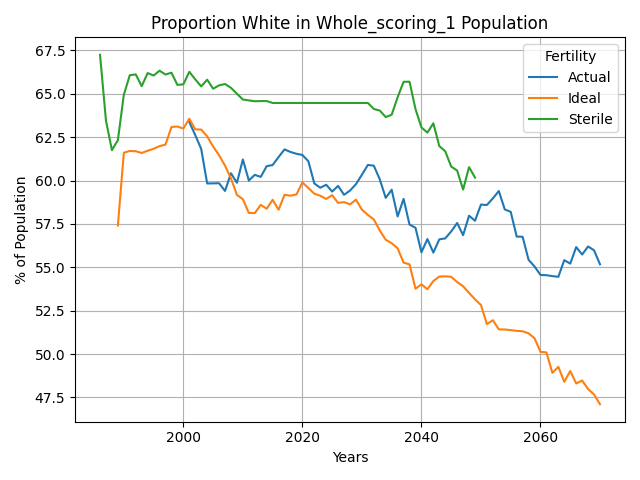 Proportion White in Whole_scoring_1 Population
Fertility
Actual
Ideal
Sterile
% of Population
67.5
65.0
62.5
60.0
57.5
55.0
52.5
50.0
47.5
2000
2020
2040
2060
Years